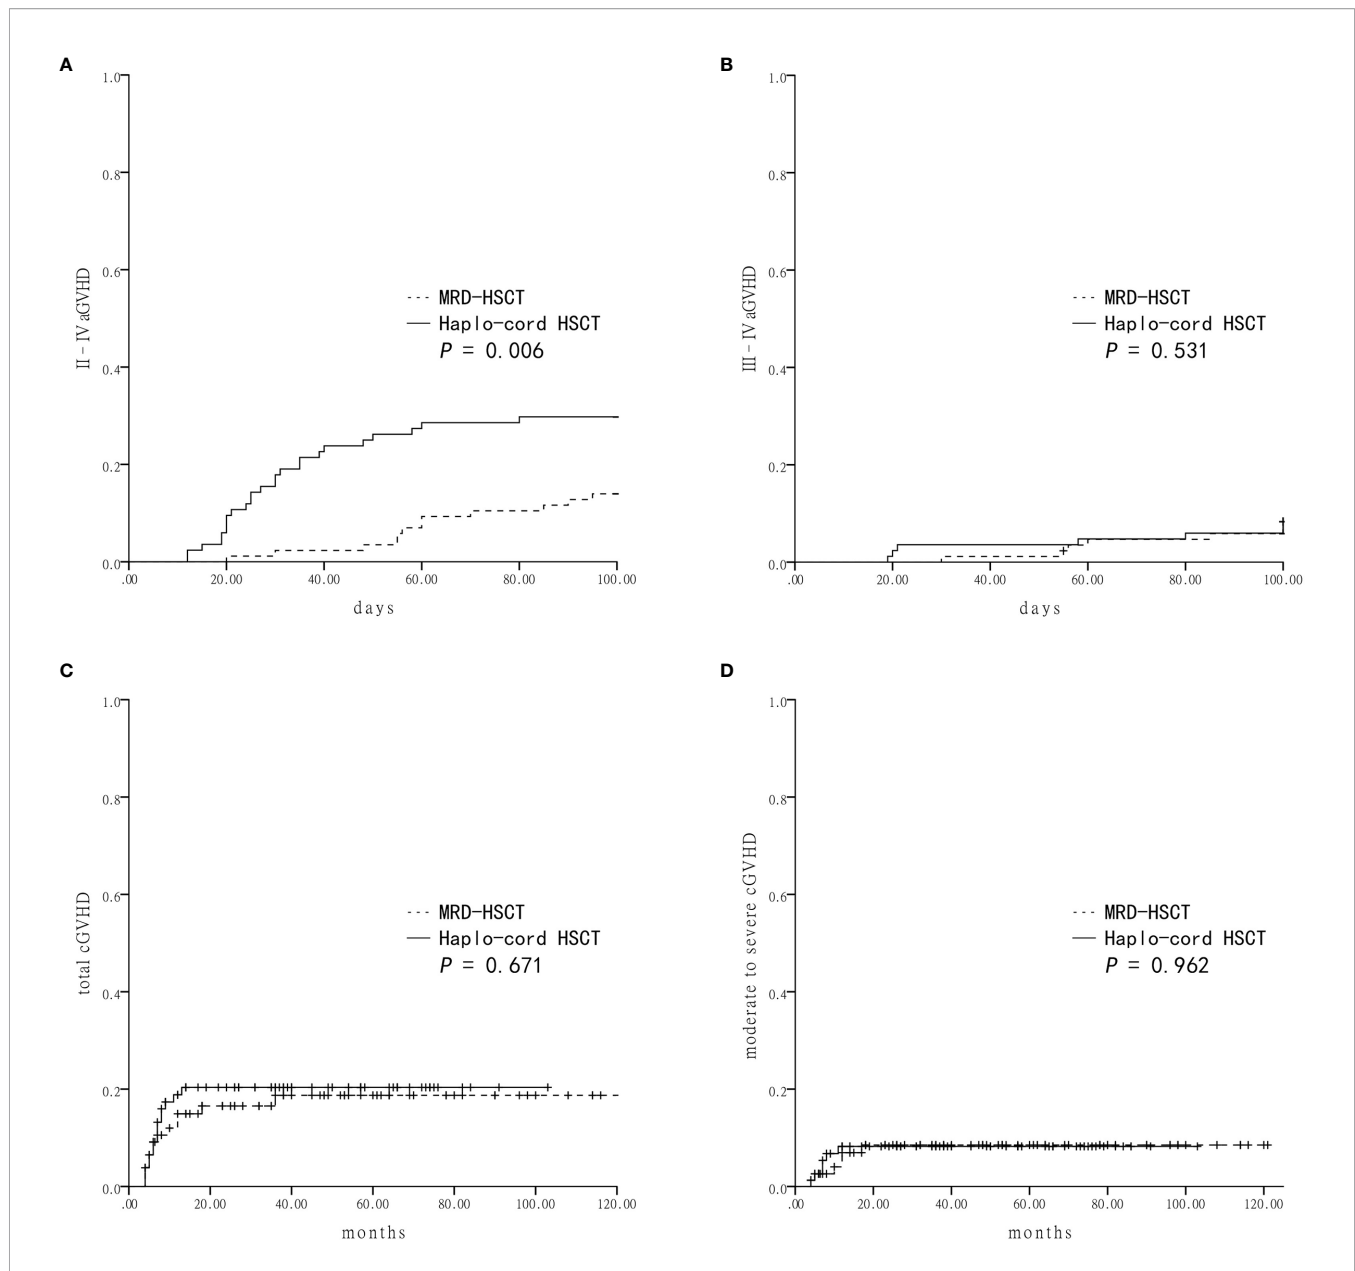 A
1.0
0.8
0.6
0.4
0.2
0.0
II - IV aGVHD
MRD-HSCT
Haplo-cord HSCT
P = 0.006
.00
20.00
40.00
60.00
80.00
100.00
days
B
1.0
0.8
0.6
0.4
0.2
0.0
III - IV aGVHD
MRD-HSCT
Haplo-cord HSCT
P = 0.531
.00
20.00
40.00
60.00
80.00
100.00
days
C
1.0
0.8
0.6
0.4
0.2
0.0
total cGVHD
MRD-HSCT
Haplo-cord HSCT
P = 0.671
.00
20.00
40.00
60.00
80.00
100.00
120.00
months
D
1.0
0.8
0.6
0.4
0.2
0.0
moderate to severe cGVHD
MRD-HSCT
Haplo-cord HSCT
P = 0.962
.00
20.00
40.00
60.00
80.00
100.00
120.00
months